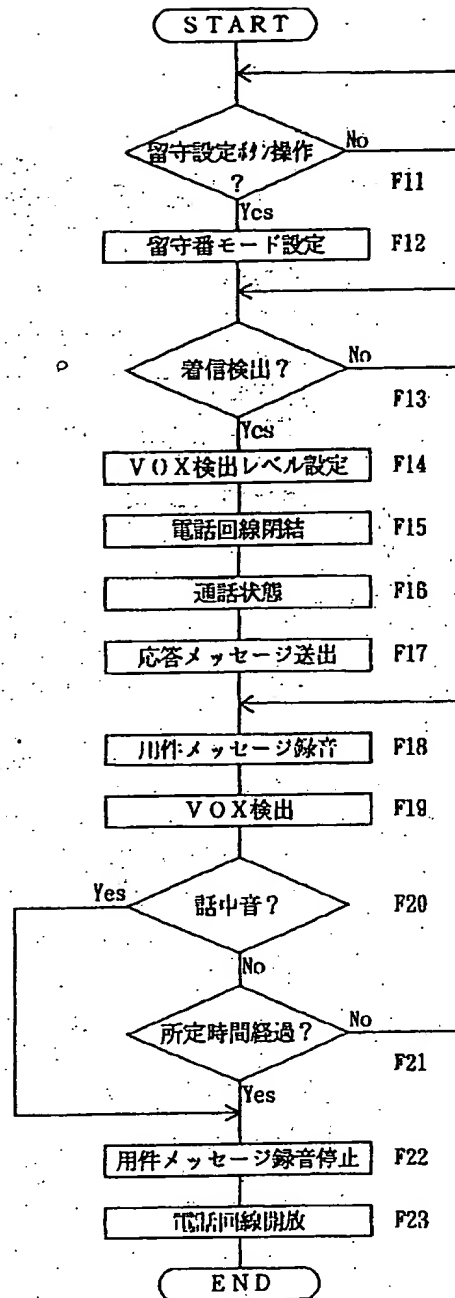 START
留守設定ボタン操作
?
No
F11
Yes
留守番モード設定
F12
着信検出?
No
F13
Yes
VOX検出レベル設定
F14
電話回線閉結
F15
通話状態
F16
応答メッセージ送出
F17
用件メッセージ録音
F18
VOX検出
F19
Yes
話中音?
F20
No
所定時間経過?
No
F21
Yes
用件メッセージ録音停止
F22
電話回線開放
F23
END